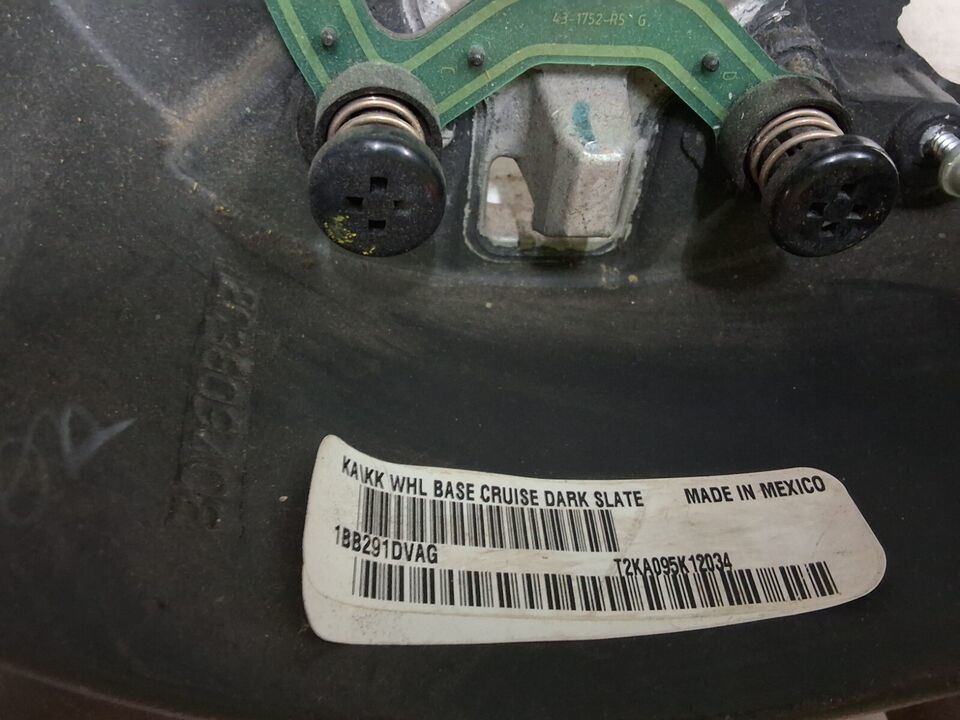 43-1752-R5 G
KA\KK WHL BASE CRUISE DARK SLATE MADE IN MEXICO
1BB291DVAG
T2KA095K12034